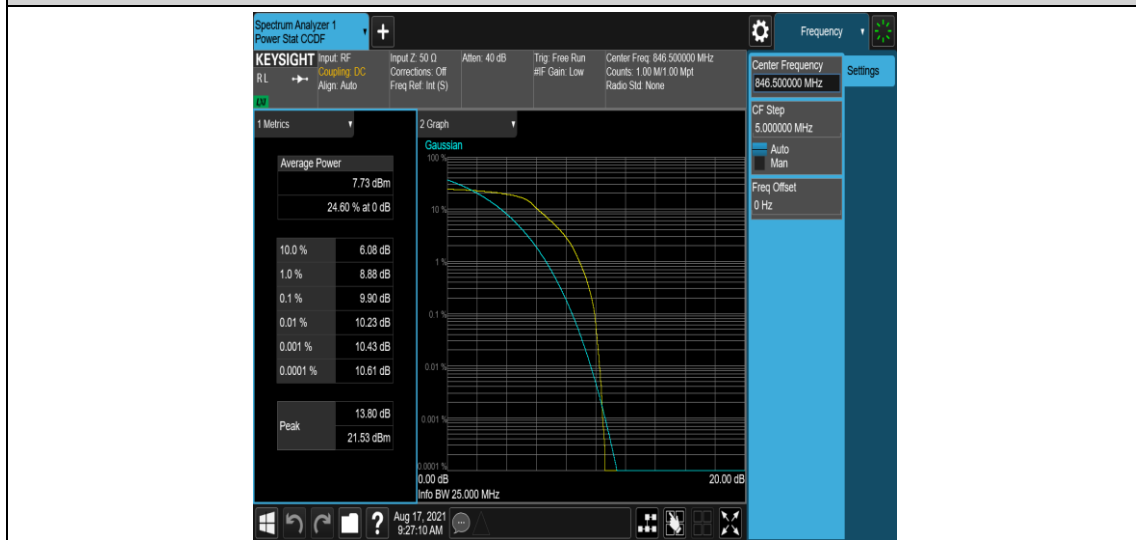 Spectrum Analyzer 1
Power Stat CCDF
+
Frequency
KEYSIGHT
RL
LXI
Input: RF
Coupling: DC
Align: Auto
Input Z: 50 Ω
Corrections: Off
Freq Ref: Int (S)
Atten: 40 dB
Trig: Free Run
#IF Gain: Low
Center Freq: 846.500000 MHz
Counts: 1.00 M/1.00 Mpt
Radio Std: None
Center Frequency
846.500000 MHz
Settings
CF Step
5.000000 MHz
Auto
Man
Freq Offset
0 Hz
1 Metrics
Average Power
7.73 dBm
24.60 % at 0 dB
10.0 % 6.08 dB
1.0 % 8.88 dB
0.1 % 9.90 dB
0.01 % 10.23 dB
0.001 % 10.43 dB
0.0001 % 10.61 dB
Peak
13.80 dB
21.53 dBm
2 Graph
Gaussian
100 %
10 %
1 %
0.1 %
0.01 %
0.001 %
0.0001 %
0.00 dB 20.00 dB
Info BW 25.000 MHz
?
Aug 17, 2021
9:27:10 AM